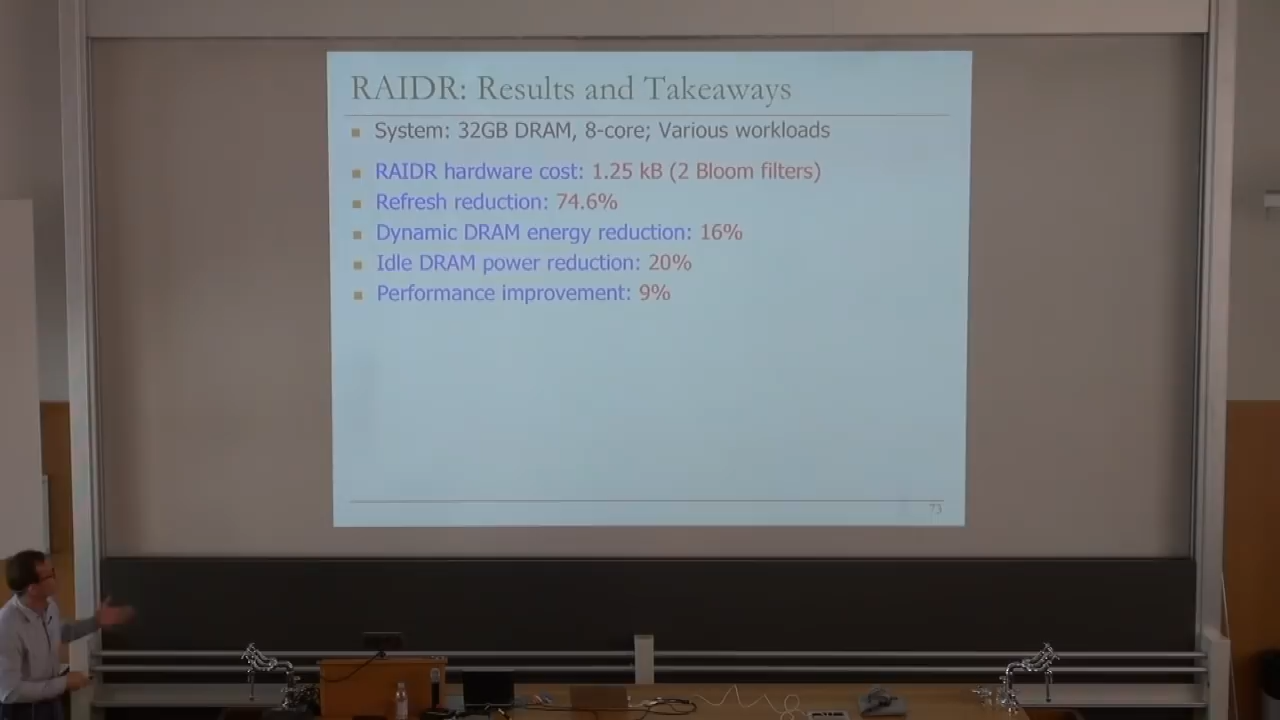 RAIDR: Results and Takeaways
System: 32GB DRAM, 8-core; Various workloads
RAIDR hardware cost: 1.25 kB (2 Bloom filters)
Refresh reduction: 74.6%
Dynamic DRAM energy reduction: 16%
Idle DRAM power reduction: 20%
Performance improvement: 9%
73